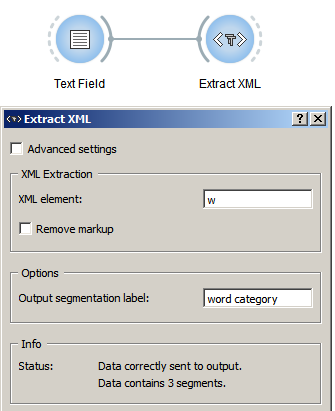 Text Field
Extract XML
Extract XML
Advanced settings
XML Extraction
XML element: w
Remove markup
Options
Output segmentation label: word category
Info
Status: Data correctly sent to output.
Data contains 3 segments.